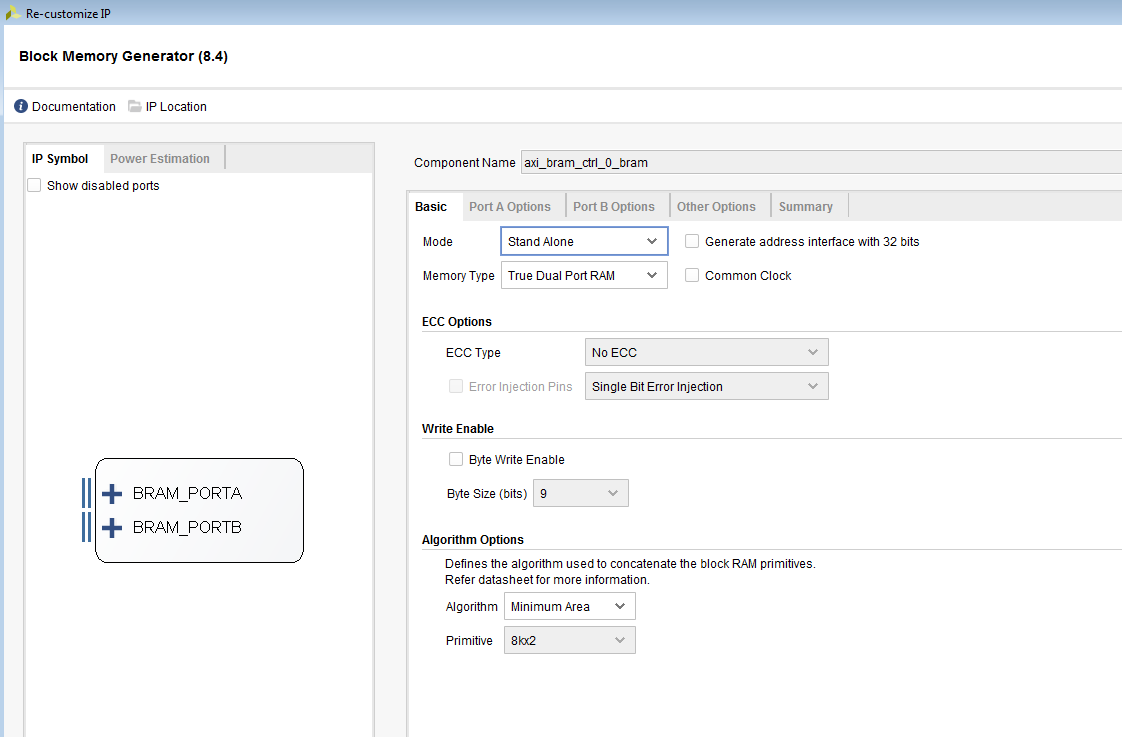 Re-customize IP
Block Memory Generator (8.4)
Documentation IP Location
IP Symbol Power Estimation
Show disabled ports
BRAM_PORTA
BRAM_PORTB
Component Name axi_bram_ctrl_0_bram
Basic Port A Options Port B Options Other Options Summary
Mode Stand Alone Generate address interface with 32 bits
Memory Type True Dual Port RAM Common Clock
ECC Options
ECC Type No ECC
Error Injection Pins Single Bit Error Injection
Write Enable
Byte Write Enable
Byte Size (bits) 9
Algorithm Options
Defines the algorithm used to concatenate the block RAM primitives.
Refer datasheet for more information.
Algorithm Minimum Area
Primitive 8kx2